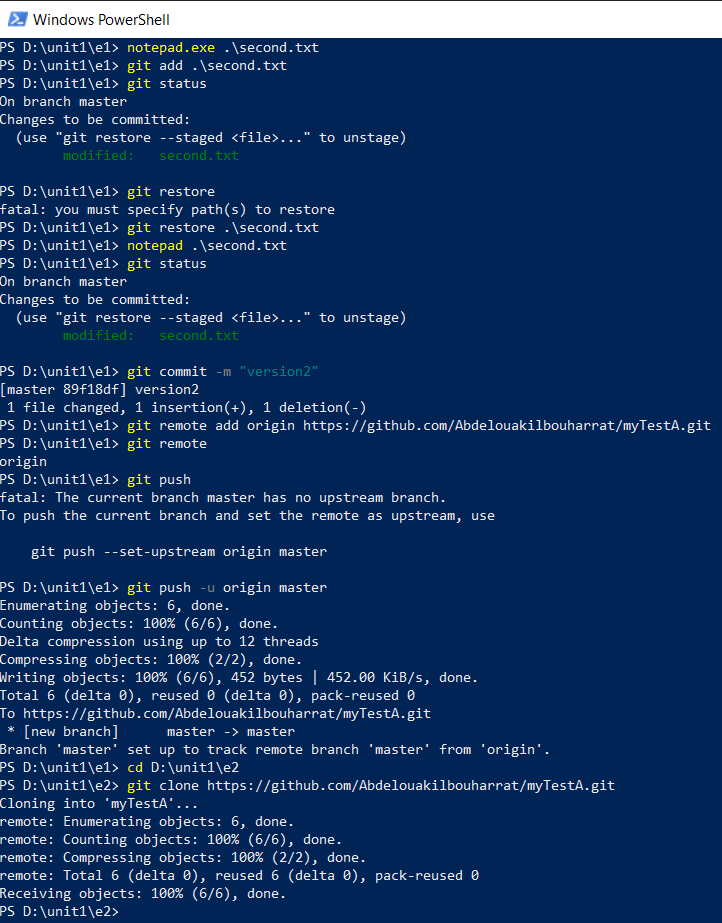 Windows PowerShell
PS D:\unit1\e1> notepad.exe .\second.txt
PS D:\unit1\e1> git add .\second.txt
PS D:\unit1\e1> git status
On branch master
Changes to be committed:
  (use "git restore --staged <file>..." to unstage)
        modified:   second.txt

PS D:\unit1\e1> git restore
fatal: you must specify path(s) to restore
PS D:\unit1\e1> git restore .\second.txt
PS D:\unit1\e1> notepad .\second.txt
PS D:\unit1\e1> git status
On branch master
Changes to be committed:
  (use "git restore --staged <file>..." to unstage)
        modified:   second.txt

PS D:\unit1\e1> git commit -m "version2"
[master 89f18df] version2
 1 file changed, 1 insertion(+), 1 deletion(-)
PS D:\unit1\e1> git remote add origin https://github.com/Abdelouakilbouharrat/myTestA.git
PS D:\unit1\e1> git remote
origin
PS D:\unit1\e1> git push
fatal: The current branch master has no upstream branch.
To push the current branch and set the remote as upstream, use

    git push --set-upstream origin master

PS D:\unit1\e1> git push -u origin master
Enumerating objects: 6, done.
Counting objects: 100% (6/6), done.
Delta compression using up to 12 threads
Compressing objects: 100% (2/2), done.
Writing objects: 100% (6/6), 452 bytes | 452.00 KiB/s, done.
Total 6 (delta 0), reused 0 (delta 0), pack-reused 0
To https://github.com/Abdelouakilbouharrat/myTestA.git
 * [new branch]      master -> master
Branch 'master' set up to track remote branch 'master' from 'origin'.
PS D:\unit1\e1> cd D:\unit1\e2
PS D:\unit1\e2> git clone https://github.com/Abdelouakilbouharrat/myTestA.git
Cloning into 'myTestA'...
remote: Enumerating objects: 6, done.
remote: Counting objects: 100% (6/6), done.
remote: Compressing objects: 100% (2/2), done.
remote: Total 6 (delta 0), reused 6 (delta 0), pack-reused 0
Receiving objects: 100% (6/6), done.
PS D:\unit1\e2>